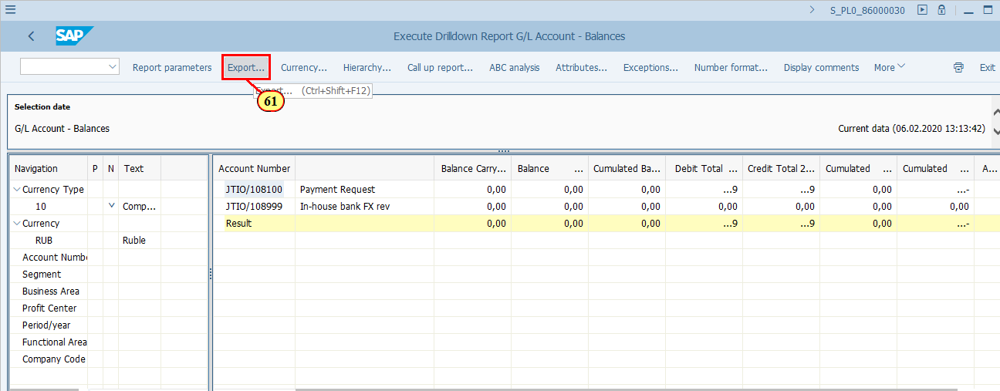 S_PL0_86000030
SAP Execute Drilldown Report G/L Account - Balances
Report parameters Export... Currency... Hierarchy... Call up report... ABC analysis Attributes... Exceptions... Number format... Display comments More Exit
Export... (Ctrl+Shift+F12)
61
Selection date
G/L Account - Balances Current data (06.02.2020 13:13:42)
Navigation P N Text Account Number Balance Carry... Balance ... Cumulated Ba... Debit Total ... Credit Total 2... Cumulated ... Cumulated ... A...
Currency Type JTIO/108100 Payment Request 0,00 0,00 0,00 ...9 ...9 0,00 ...-
10 Comp... JTIO/108999 In-house bank FX rev 0,00 0,00 0,00 0,00 0,00 0,00 0,00
Currency Result 0,00 0,00 0,00 ...9 ...9 0,00 ...-
RUB Ruble
Account Numbe
Segment
Business Area
Profit Center
Period/year
Functional Area
Company Code